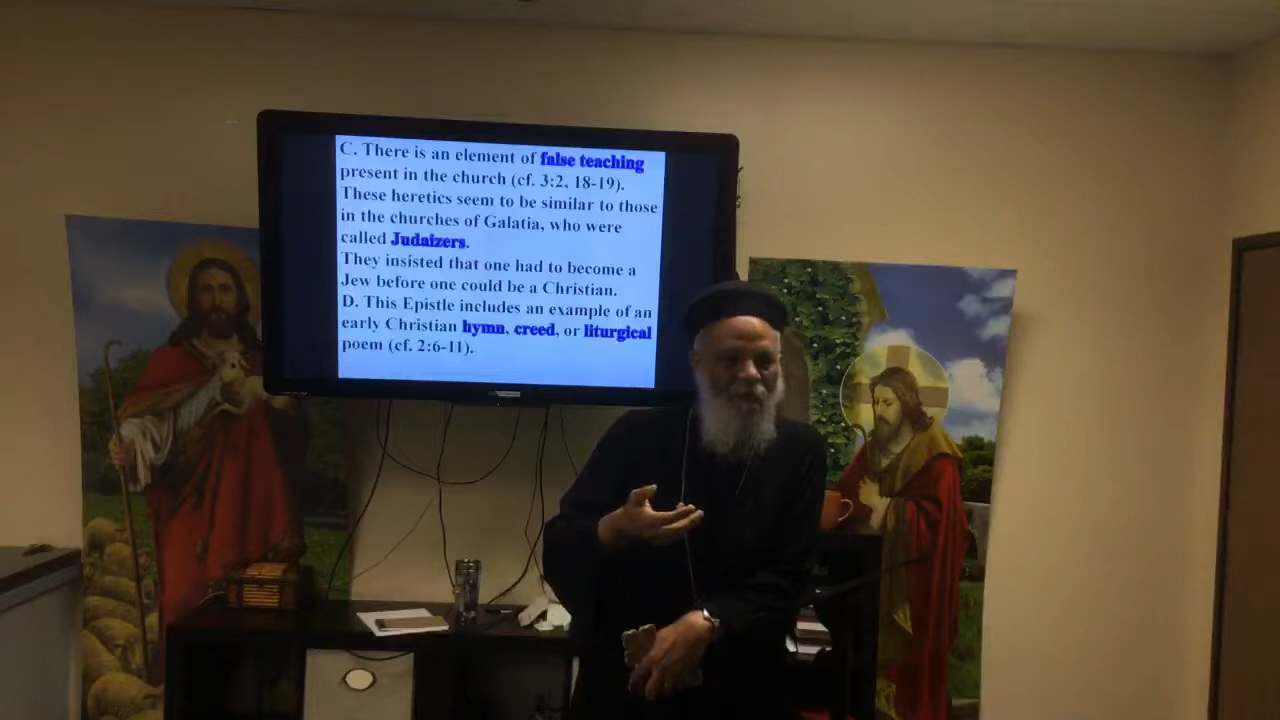 C. There is an element of false teaching
present in the church (cf. 3:2, 18-19).
These heretics seem to be similar to those
in the churches of Galatia, who were
called Judaizers.
They insisted that one had to become a
Jew before one could be a Christian.
D. This Epistle includes an example of an
early Christian hymn, creed, or liturgical
poem (cf. 2:6-11).